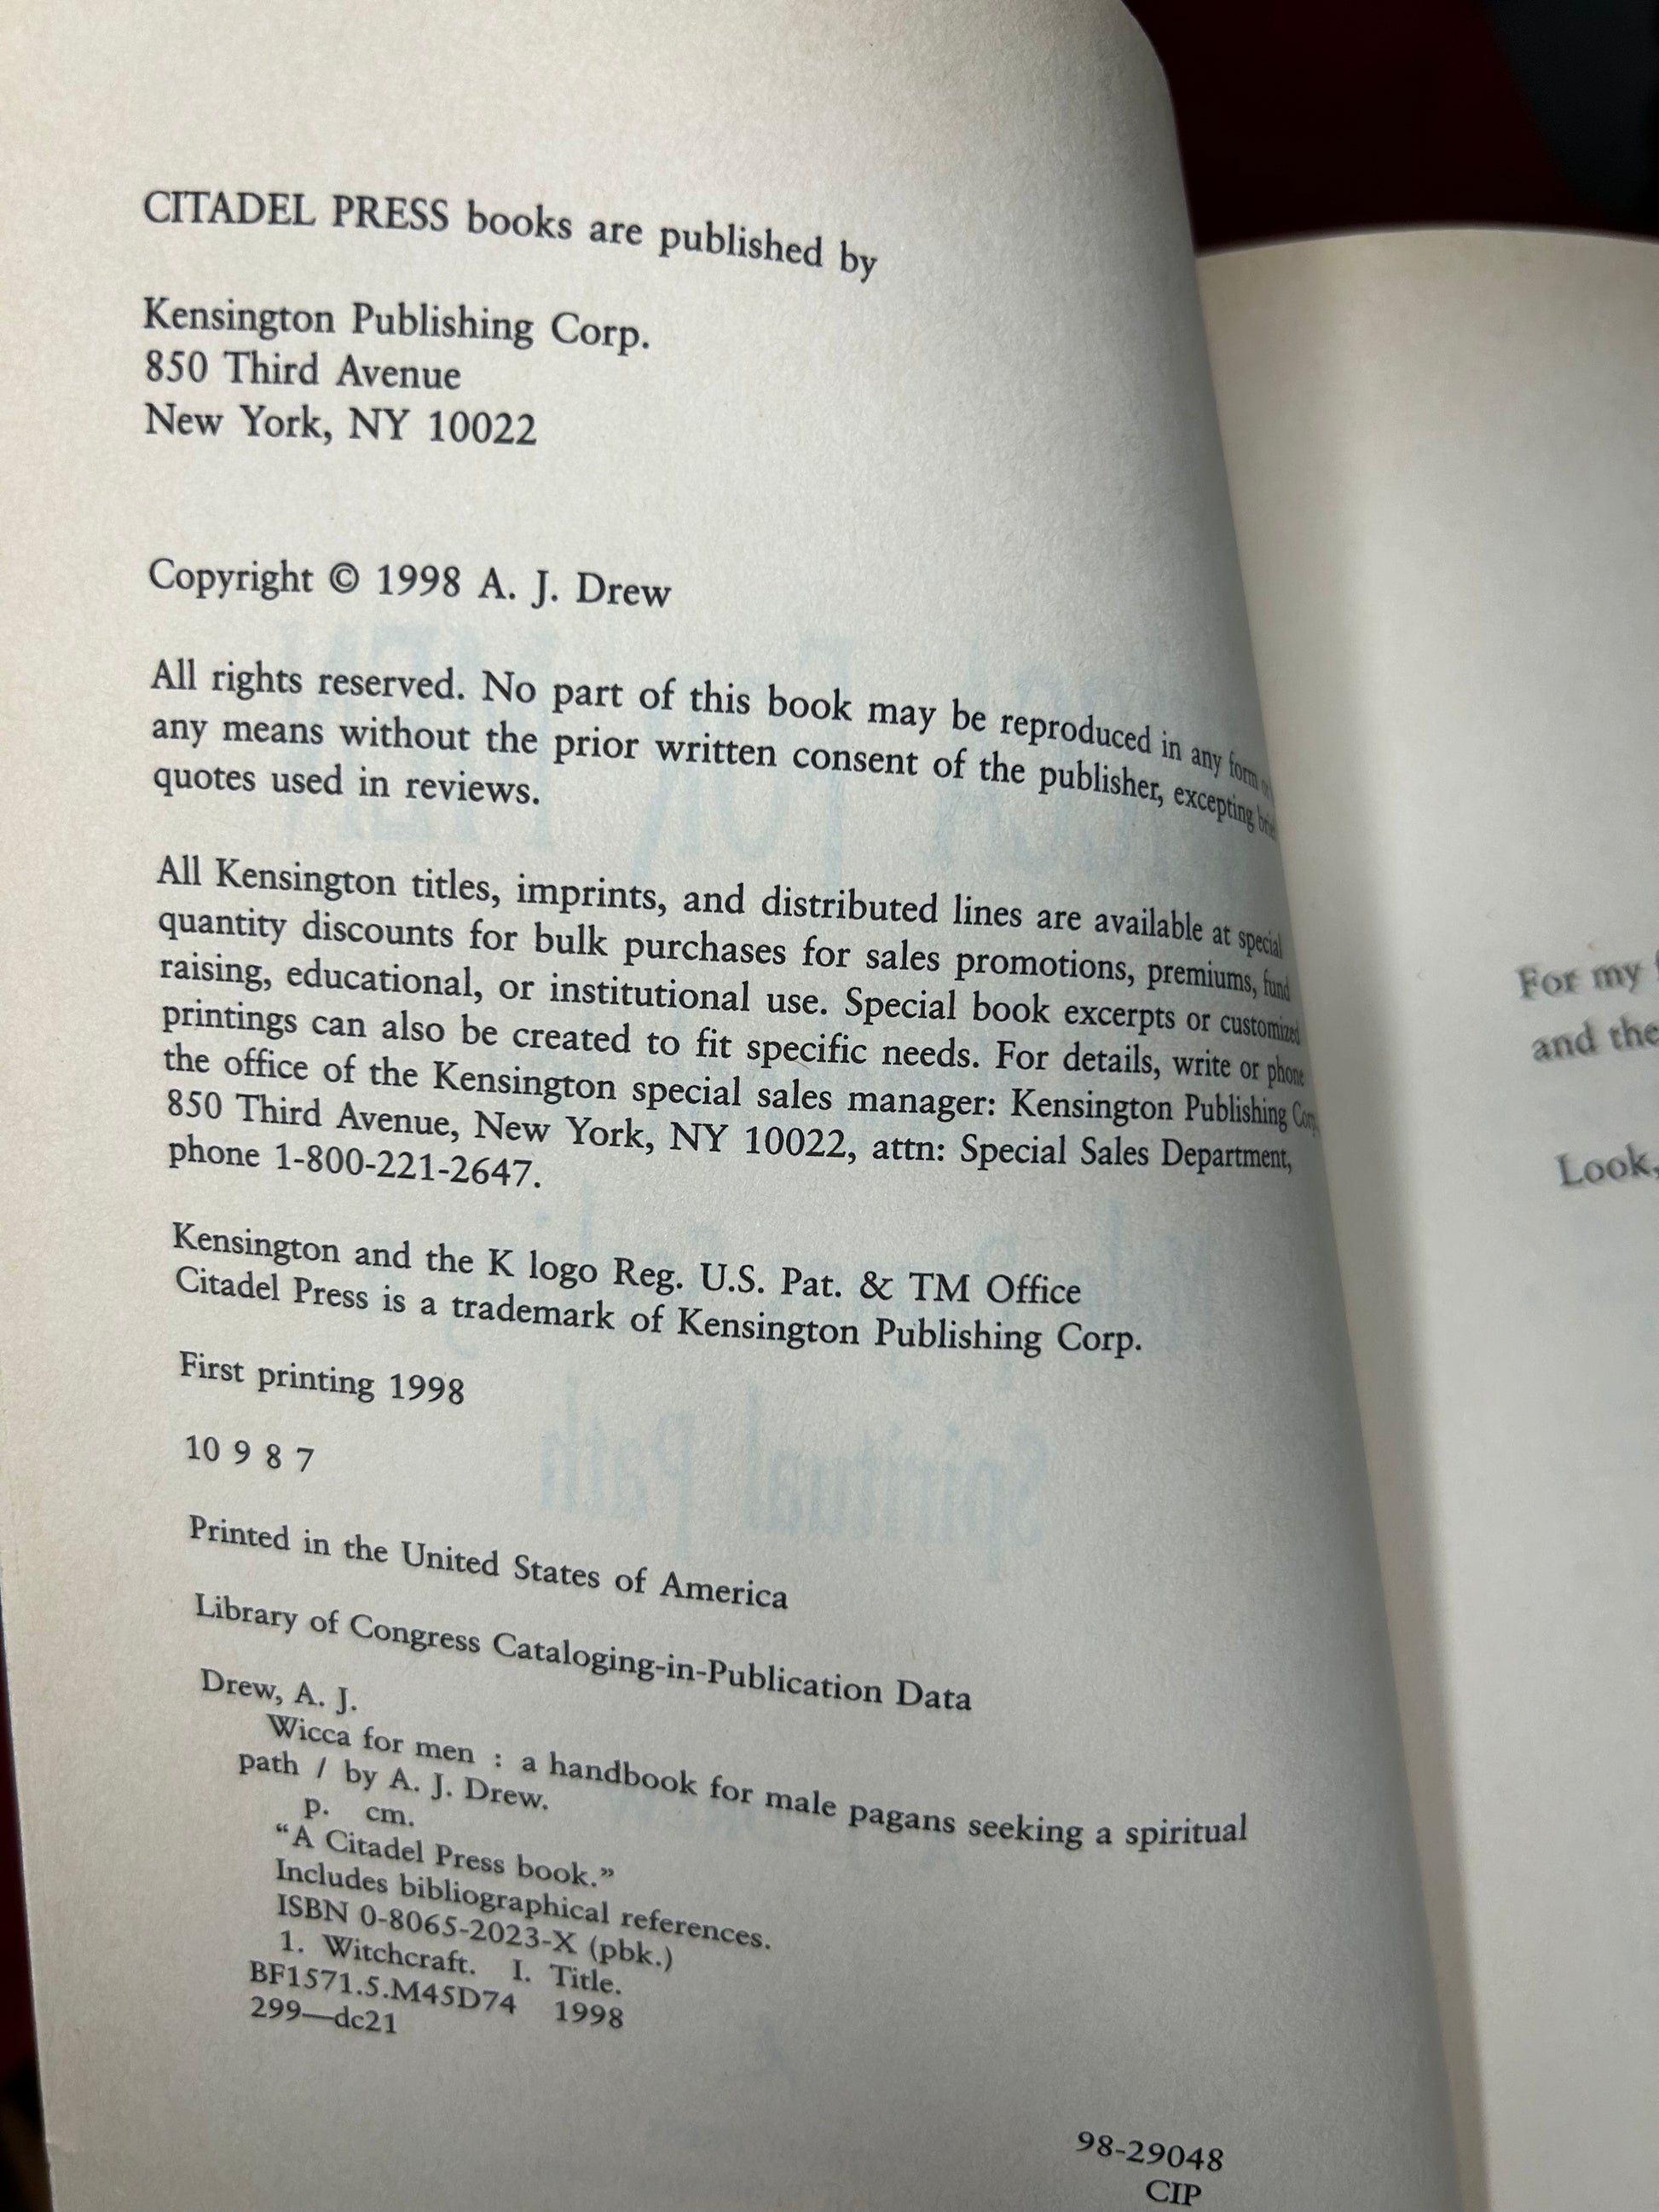 CITADEL PRESS books are published by
Kensington Publishing Corp.
850 Third Avenue
New York, NY 10022
Copyright © 1998 A. J. Drew
All rights reserved. No part of this book may be reproduced in any form or
any means without the prior written consent of the publisher, excepting brief
quotes used in reviews.
All Kensington titles, imprints, and distributed lines are available at special
quantity discounts for bulk purchases for sales promotions, premiums, fund
raising, educational, or institutional use. Special book excerpts or customized
printings can also be created to fit specific needs. For details, write or phone
the office of the Kensington special sales manager: Kensington Publishing Corp.
850 Third Avenue, New York, NY 10022, attn: Special Sales Department,
phone 1-800-221-2647.
Kensington and the K logo Reg. U.S. Pat. & TM Office
Citadel Press is a trademark of Kensington Publishing Corp.
First printing 1998
10 9 8 7
Printed in the United States of America
Library of Congress Cataloging-in-Publication Data
Drew, A. J.
Wicca for men : a handbook for male pagans seeking a spiritual
path / by A. J. Drew.
p. cm.
"A Citadel Press book."
Includes bibliographical references.
ISBN 0-8065-2023-X (pbk.)
1. Witchcraft. I. Title.
BF1571.5.M45D74 1998
299—dc21
98-29048
CIP
For my
and the
Look,